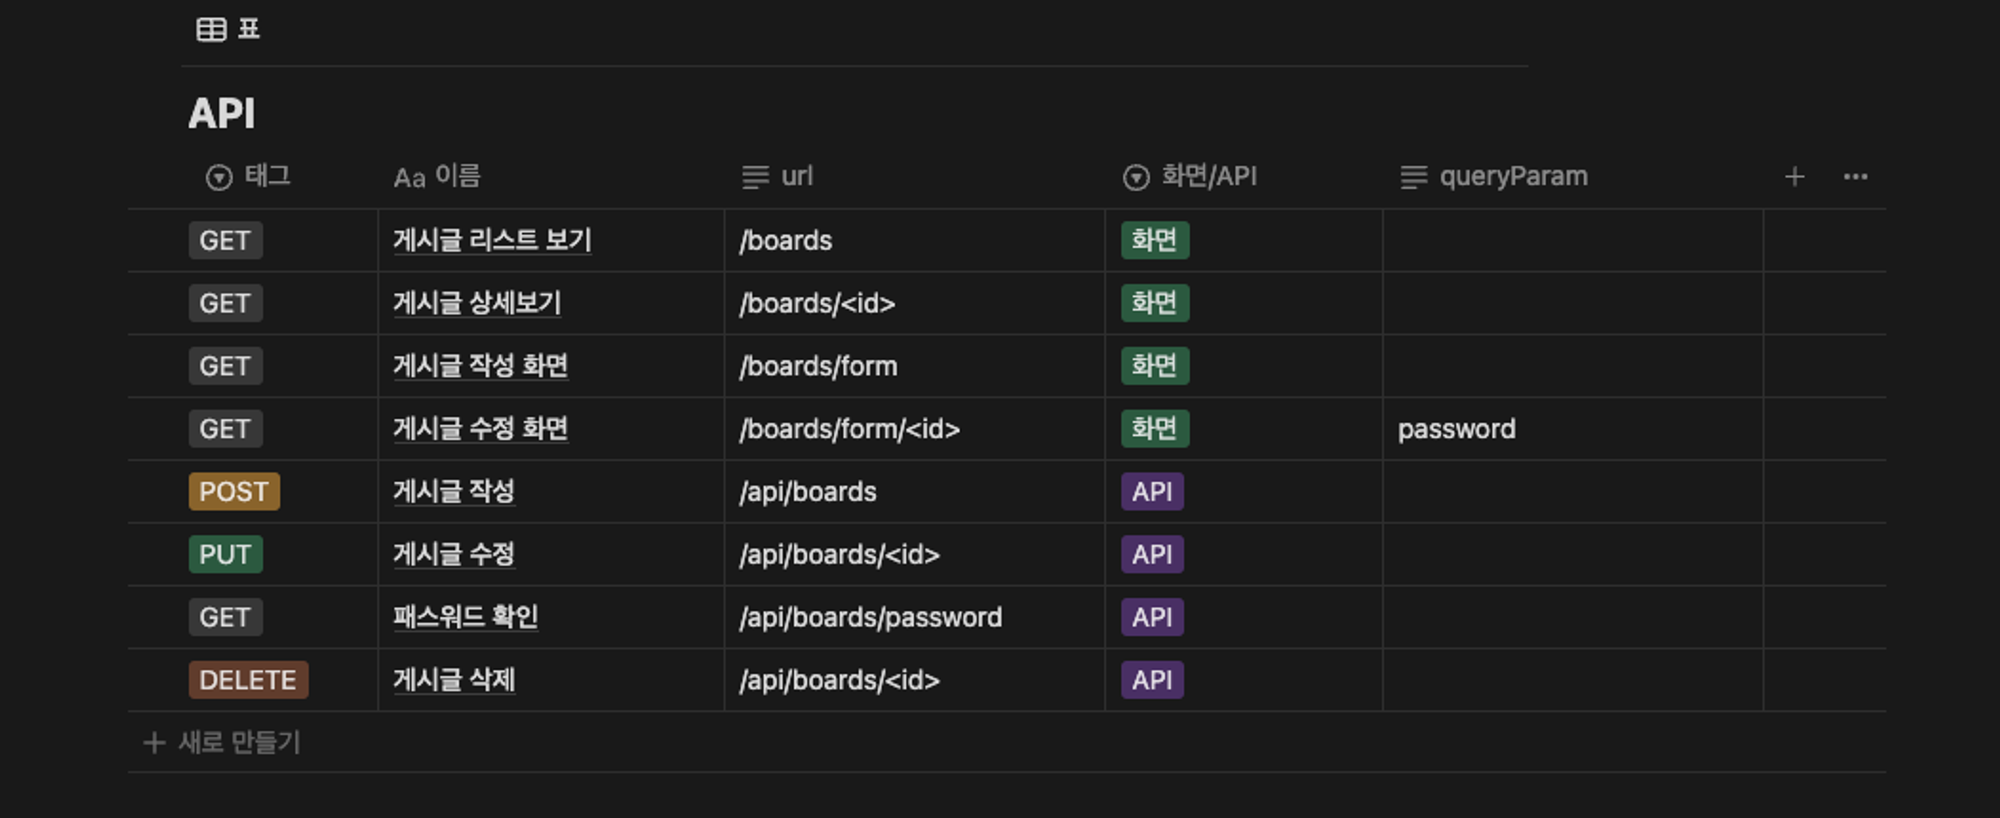 표
API
태그 Aa 이름 url 화면/API queryParam + ...
GET 게시글 리스트 보기 /boards 화면
GET 게시글 상세보기 /boards/<id> 화면
GET 게시글 작성 화면 /boards/form 화면
GET 게시글 수정 화면 /boards/form/<id> 화면 password
POST 게시글 작성 /api/boards API
PUT 게시글 수정 /api/boards/<id> API
GET 패스워드 확인 /api/boards/password API
DELETE 게시글 삭제 /api/boards/<id> API
+ 새로 만들기